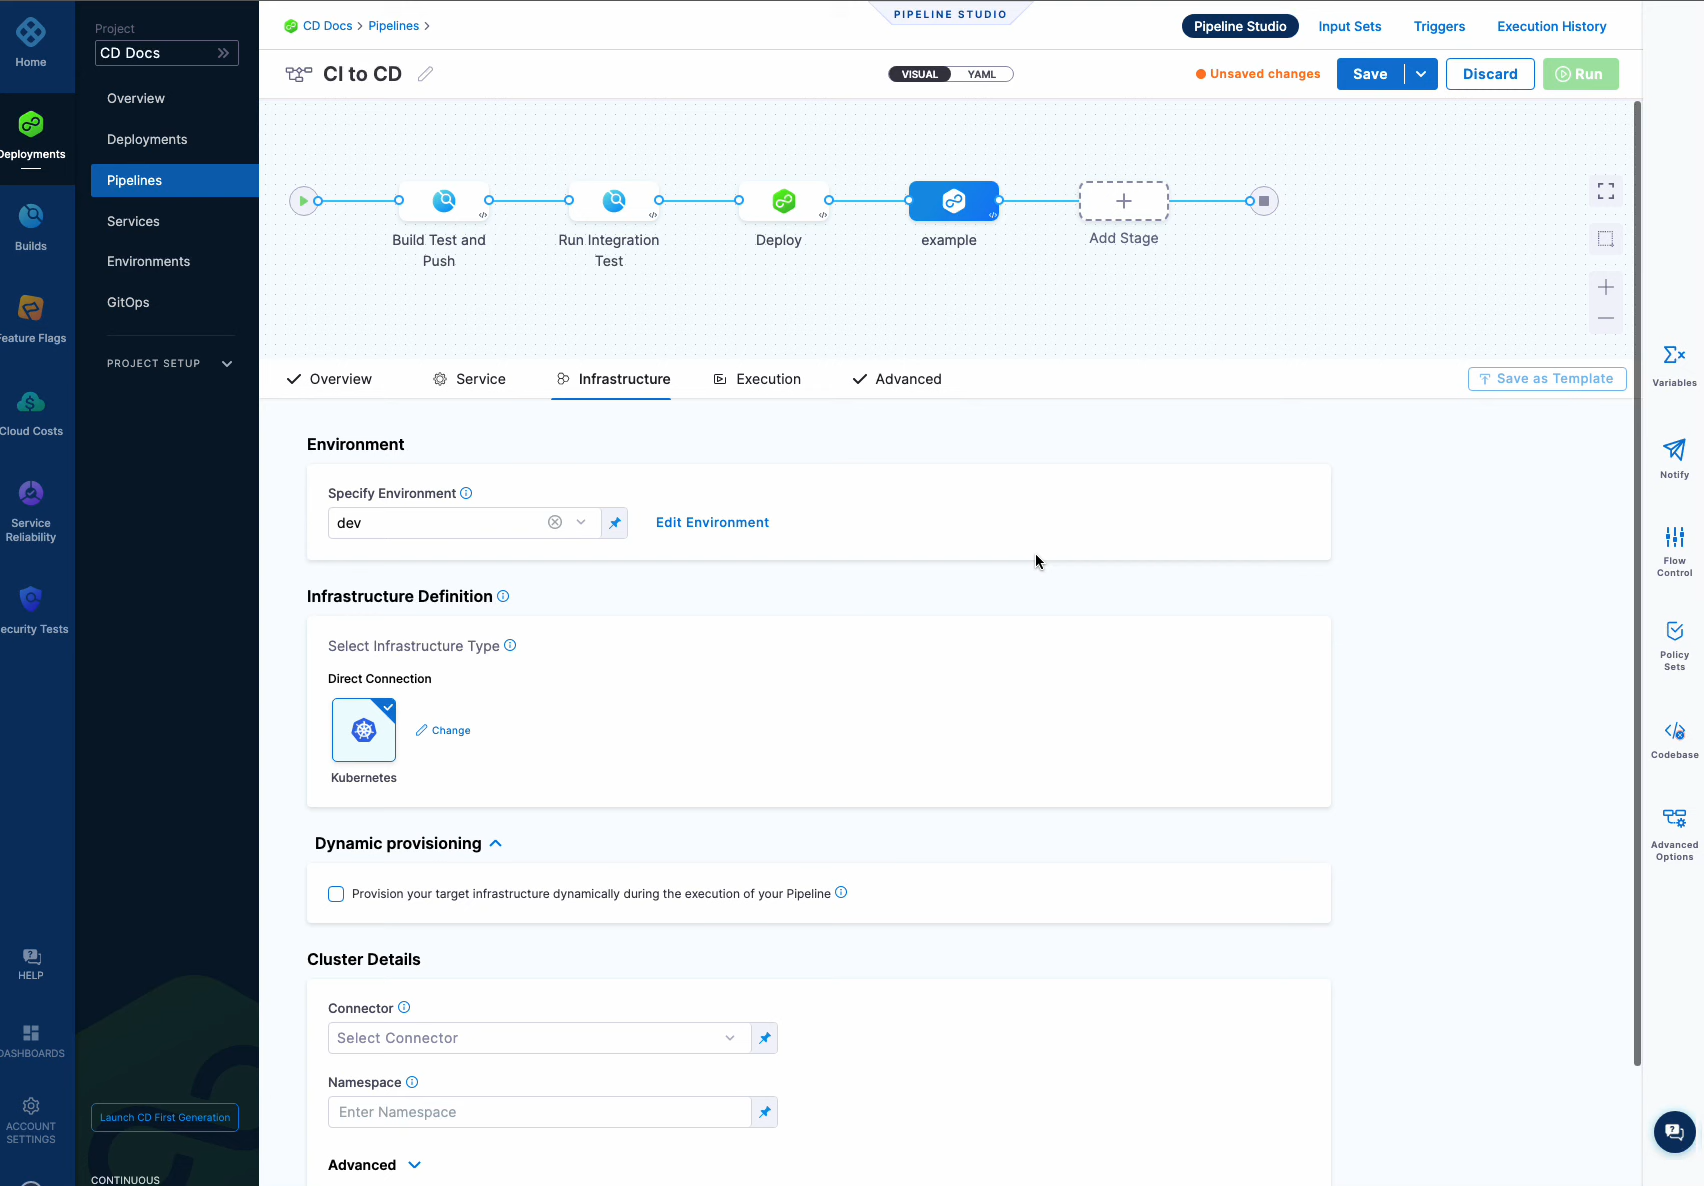 Home
Deployments
Builds
Feature Flags
Cloud Costs
Service
Reliability
ecurity Tests
HELP
DASHBOARDS
ACCOUNT
SETTINGS
Project
CD Docs
Overview
Deployments
Pipelines
Services
Environments
GitOps
PROJECT SETUP
Launch CD First Generation
CONTINUOUS
CD Docs > Pipelines >
PIPELINE STUDIO
Pipeline Studio
Input Sets
Triggers
Execution History
CI to CD
VISUAL
YAML
Unsaved changes
Save
Discard
Run
Build Test and
Push
Run Integration
Test
Deploy
example
Add Stage
Overview
Service
Infrastructure
Execution
Advanced
Save as Template
Environment
Specify Environment
dev
Edit Environment
Infrastructure Definition
Select Infrastructure Type
Direct Connection
Change
Kubernetes
Dynamic provisioning
Provision your target infrastructure dynamically during the execution of your Pipeline
Cluster Details
Connector
Select Connector
Namespace
Enter Namespace
Advanced
Variables
Notify
Flow
Control
Policy
Sets
Codebase
Advanced
Options